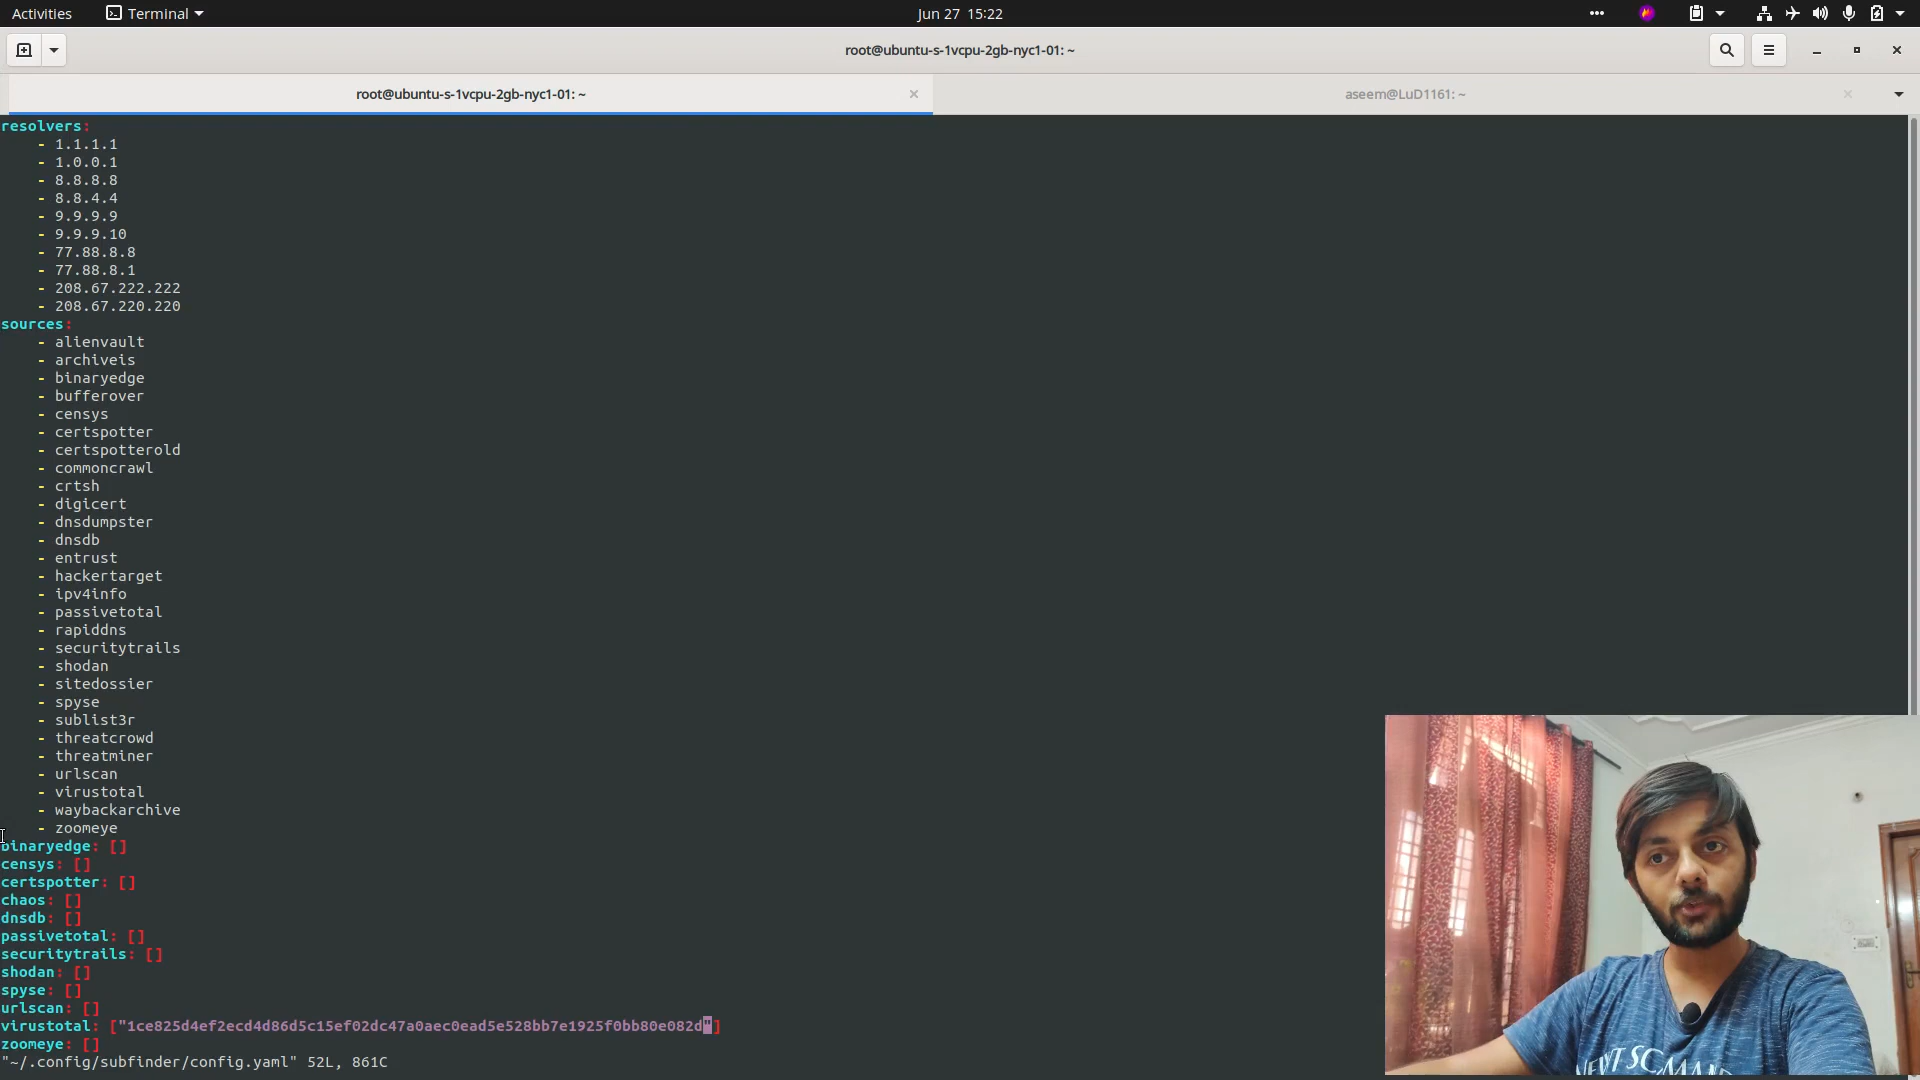 Activities
Terminal
Jun 27 15:22
root@ubuntu-s-1vcpu-2gb-nyc1-01: ~
root@ubuntu-s-1vcpu-2gb-nyc1-01: ~
aseem@LuD1161: ~
resolvers:
- 1.1.1.1
- 1.0.0.1
- 8.8.8.8
- 8.8.4.4
- 9.9.9.9
- 9.9.9.10
- 77.88.8.8
- 77.88.8.1
- 208.67.222.222
- 208.67.220.220
sources:
- alienvault
- archiveis
- binaryedge
- bufferover
- censys
- certspotter
- certspotterold
- commoncrawl
- crtsh
- digicert
- dnsdumpster
- dnsdb
- entrust
- hackertarget
- ipv4info
- passivetotal
- rapiddns
- securitytrails
- shodan
- sitedossier
- spyse
- sublist3r
- threatcrowd
- threatminer
- urlscan
- virustotal
- waybackarchive
- zoomeye
binaryedge: []
censys: []
certspotter: []
chaos: []
dnsdb: []
passivetotal: []
securitytrails: []
shodan: []
spyse: []
urlscan: []
virustotal: ["1ce825d4ef2ecd4d86d5c15ef02dc47a0aec0ead5e528bb7e1925f0bb80e082d"]
zoomeye: []
"~/.config/subfinder/config.yaml" 52L, 861C